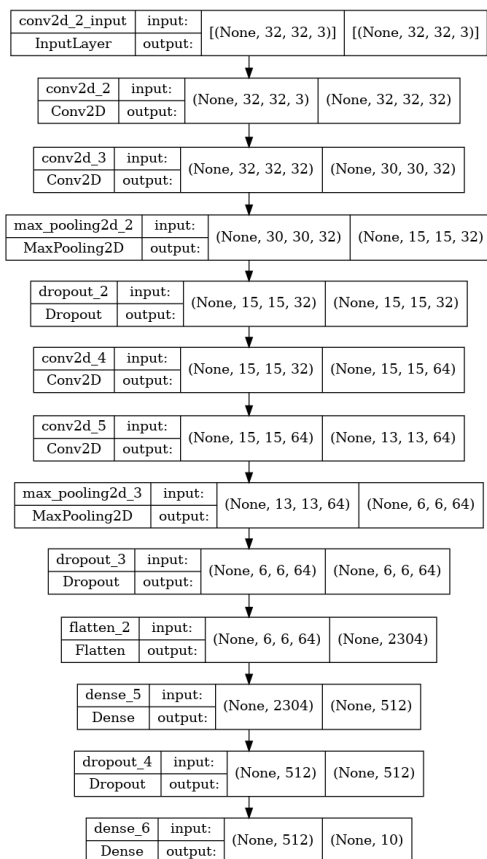 conv2d_2_input input: [(None, 32, 32, 3)] [(None, 32, 32, 3)]
InputLayer output:
conv2d_2 input: (None, 32, 32, 3) (None, 32, 32, 32)
Conv2D output:
conv2d_3 input: (None, 32, 32, 32) (None, 30, 30, 32)
Conv2D output:
max_pooling2d_2 input: (None, 30, 30, 32) (None, 15, 15, 32)
MaxPooling2D output:
dropout_2 input: (None, 15, 15, 32) (None, 15, 15, 32)
Dropout output:
conv2d_4 input: (None, 15, 15, 32) (None, 15, 15, 64)
Conv2D output:
conv2d_5 input: (None, 15, 15, 64) (None, 13, 13, 64)
Conv2D output:
max_pooling2d_3 input: (None, 13, 13, 64) (None, 6, 6, 64)
MaxPooling2D output:
dropout_3 input: (None, 6, 6, 64) (None, 6, 6, 64)
Dropout output:
flatten_2 input: (None, 6, 6, 64) (None, 2304)
Flatten output:
dense_5 input: (None, 2304) (None, 512)
Dense output:
dropout_4 input: (None, 512) (None, 512)
Dropout output:
dense_6 input: (None, 512) (None, 10)
Dense output: